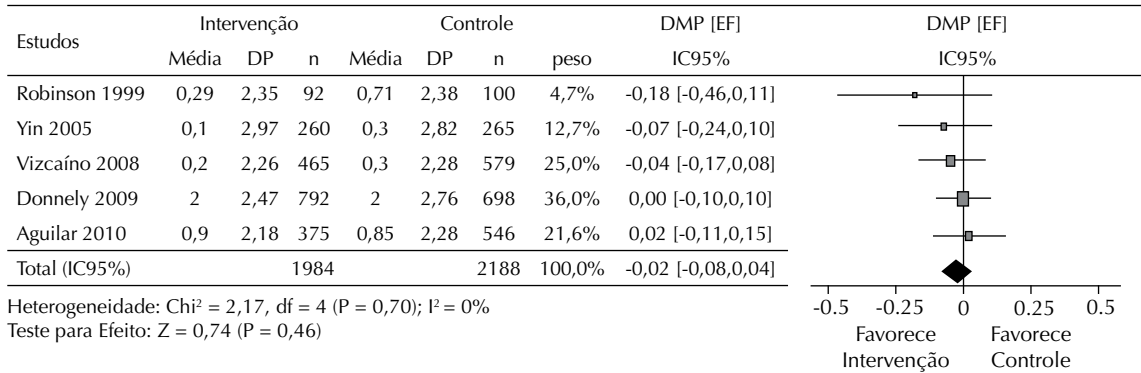 Estudos Intervenção Controle DMP [EF] DMP [EF]
Média DP n Média DP n peso IC95% IC95%
Robinson 1999 0,29 2,35 92 0,71 2,38 100 4,7% -0,18 [-0,46,0,11]
Yin 2005 0,1 2,97 260 0,3 2,82 265 12,7% -0,07 [-0,24,0,10]
Vizcaíno 2008 0,2 2,26 465 0,3 2,28 579 25,0% -0,04 [-0,17,0,08]
Donnely 2009 2 2,47 792 2 2,76 698 36,0% 0,00 [-0,10,0,10]
Aguilar 2010 0,9 2,18 375 0,85 2,28 546 21,6% 0,02 [-0,11,0,15]
Total (IC95%) 1984 2188 100,0% -0,02 [-0,08,0,04]
Heterogeneidade: Chi² = 2,17, df = 4 (P = 0,70); I² = 0%
Teste para Efeito: Z = 0,74 (P = 0,46)
-0.5 -0.25 0 0.25 0.5
Favorece Favorece
Intervenção Controle